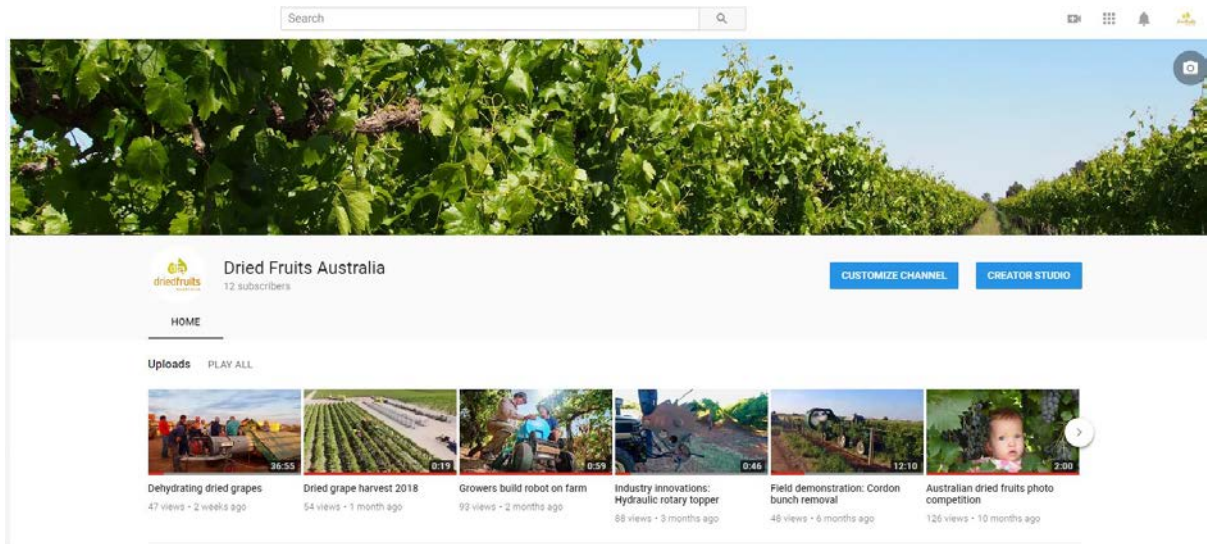 Search
driedfruits
Dried Fruits Australia
12 subscribers
CUSTOMIZE CHANNEL
CREATOR STUDIO
HOME
Uploads PLAY ALL
36:55
0:19
0:59
0:46
12:10
2:00
Dehydrating dried grapes
47 views • 2 weeks ago
Dried grape harvest 2018
54 views • 1 month ago
Growers build robot on farm
93 views • 2 months ago
Industry innovations:
Hydraulic rotary topper
88 views • 3 months ago
Field demonstration: Cordon
bunch removal
46 views • 6 months ago
Australian dried fruits photo
competition
126 views • 10 months ago